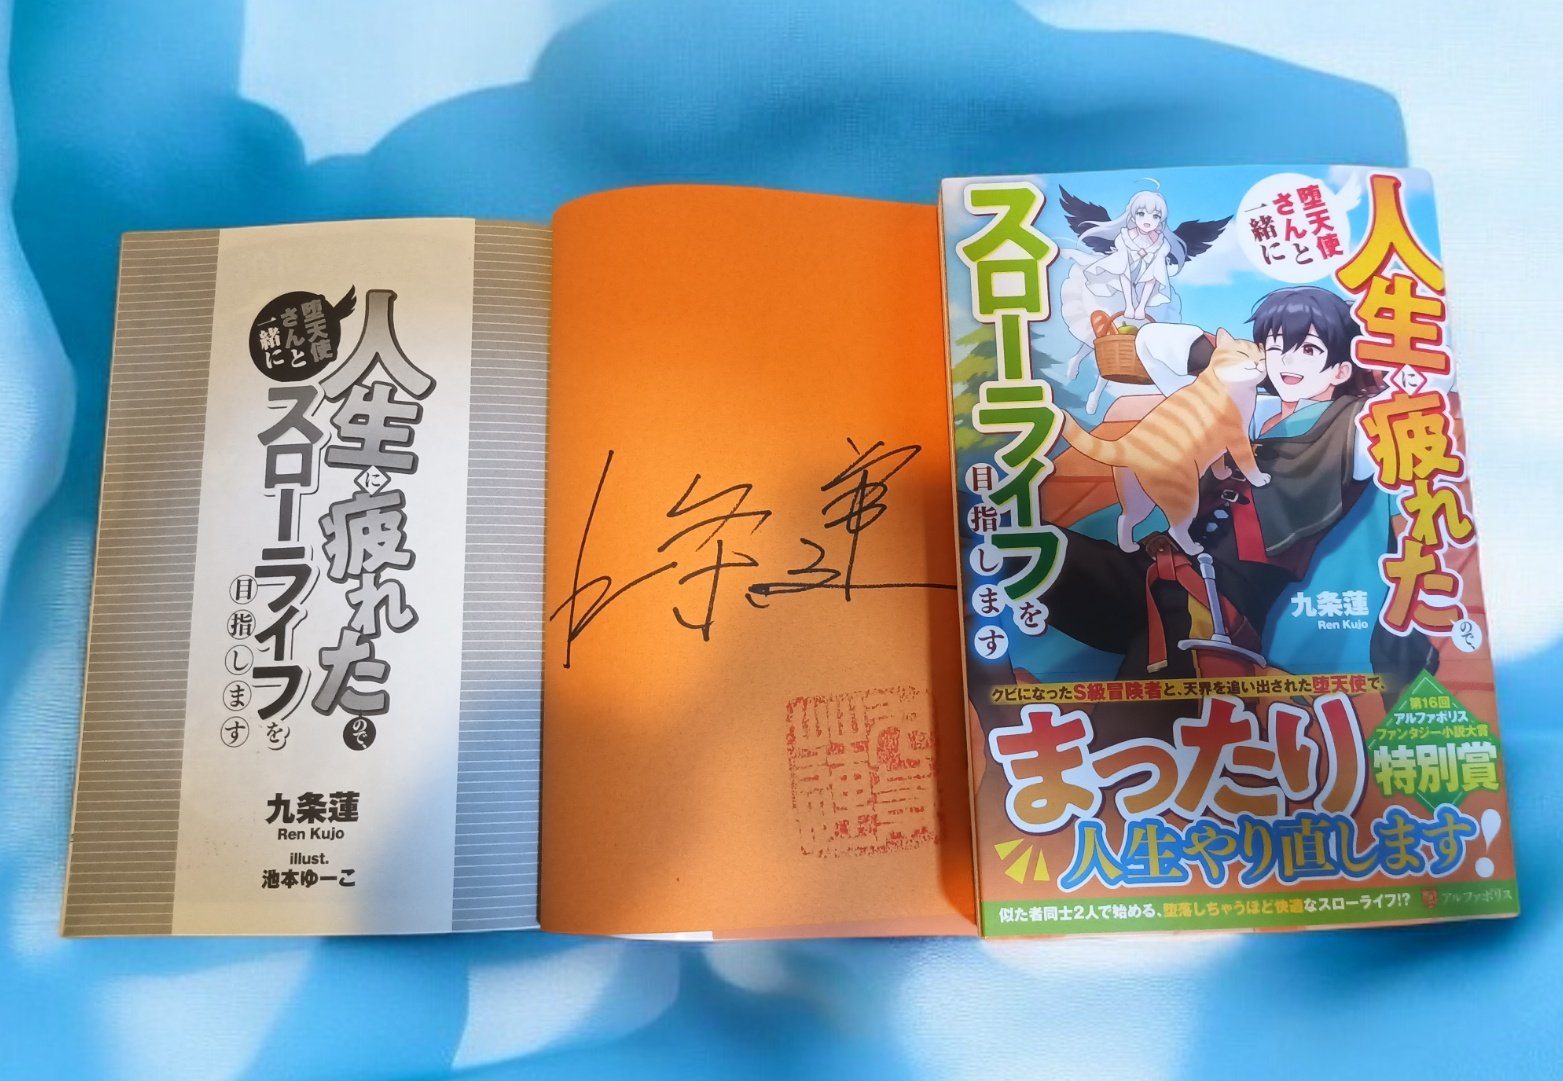 人生に疲れたので、
堕天使
さんと
一緒に
スローライフを
目指します
九条蓮
Ren Kujo
illust.
池本ゆーこ
九条蓮
人生に疲れたので、
堕天使
さんと
一緒に
スローライフを
目指します
九条蓮
Ren Kujo
クビになったS級冒険者と、天界を追い出された堕天使で、
まったり
人生やり直します!
第16回
アルファポリス
ファンタジー小説大賞
特別賞
似た者同士2人で始める、堕落しちゃうほど快適なスローライフ!?
アルファポリス